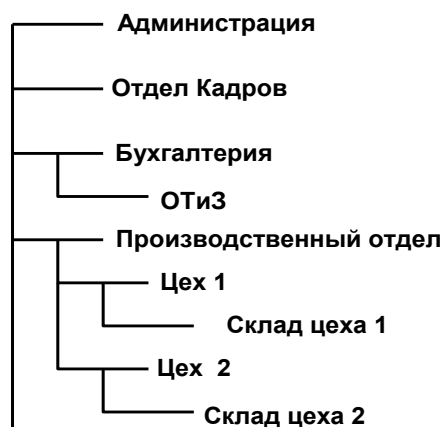 Администрация
Отдел Кадров
Бухгалтерия
ОТиЗ
Производственный отдел
Цех 1
Склад цеха 1
Цех 2
Склад цеха 2